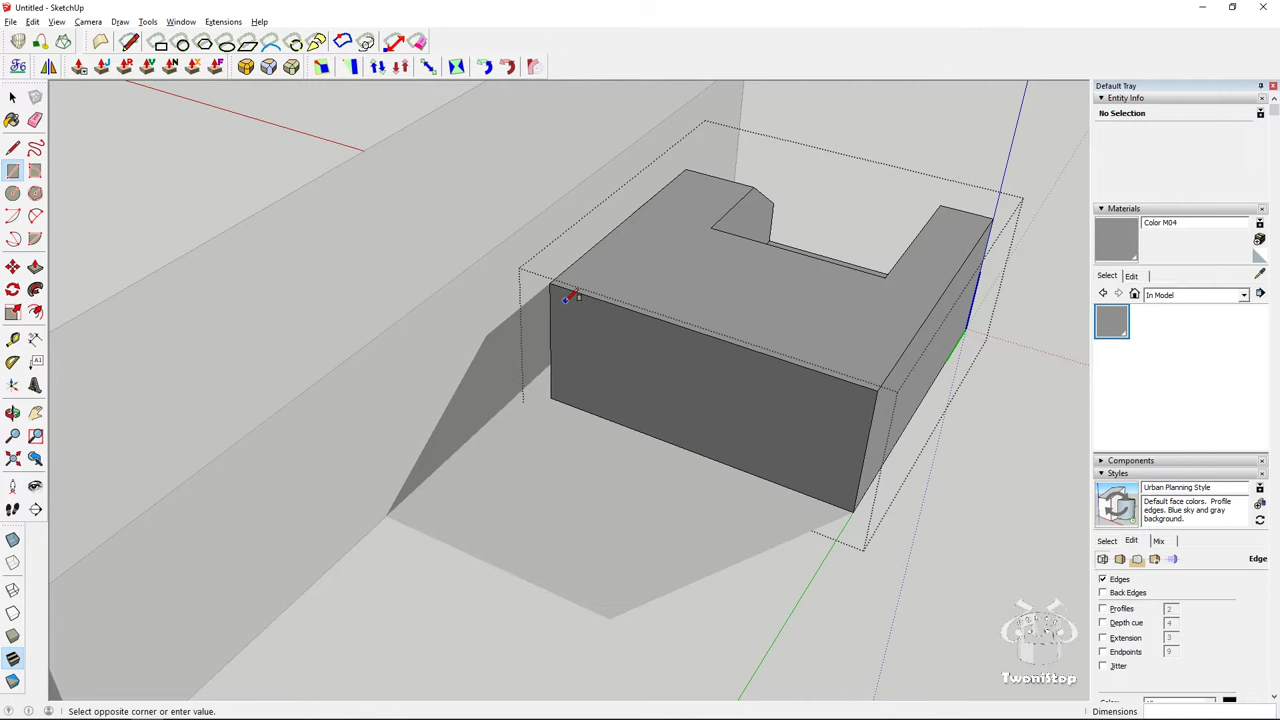 Untitled - SketchUp
File Edit View Camera Draw Tools Window Extensions Help
Default Tray
Entity Info
No Selection
Materials
Color M04
Select Edit
In Model
Components
Styles
Urban Planning Style
Default face colors. Profile
edges. Blue sky and gray
background.
Select Edit Mix
Edge
Edges
Back Edges
Profiles 2
Depth cue 4
Extension 3
Endpoints 9
Jitter
TwoniStop
Select opposite corner or enter value.
Dimensions